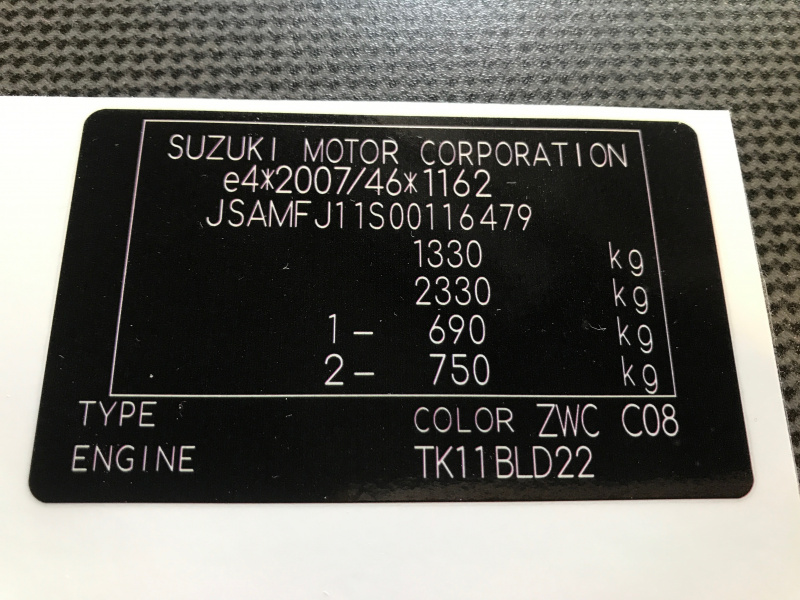 SUZUKI MOTOR CORPORATION
e4*2007/46*1162
JSAMFJ11S00116479
1330 kg
2330 kg
1- 690 kg
2- 750 kg
TYPE COLOR ZWC C08
ENGINE TK11BLD22